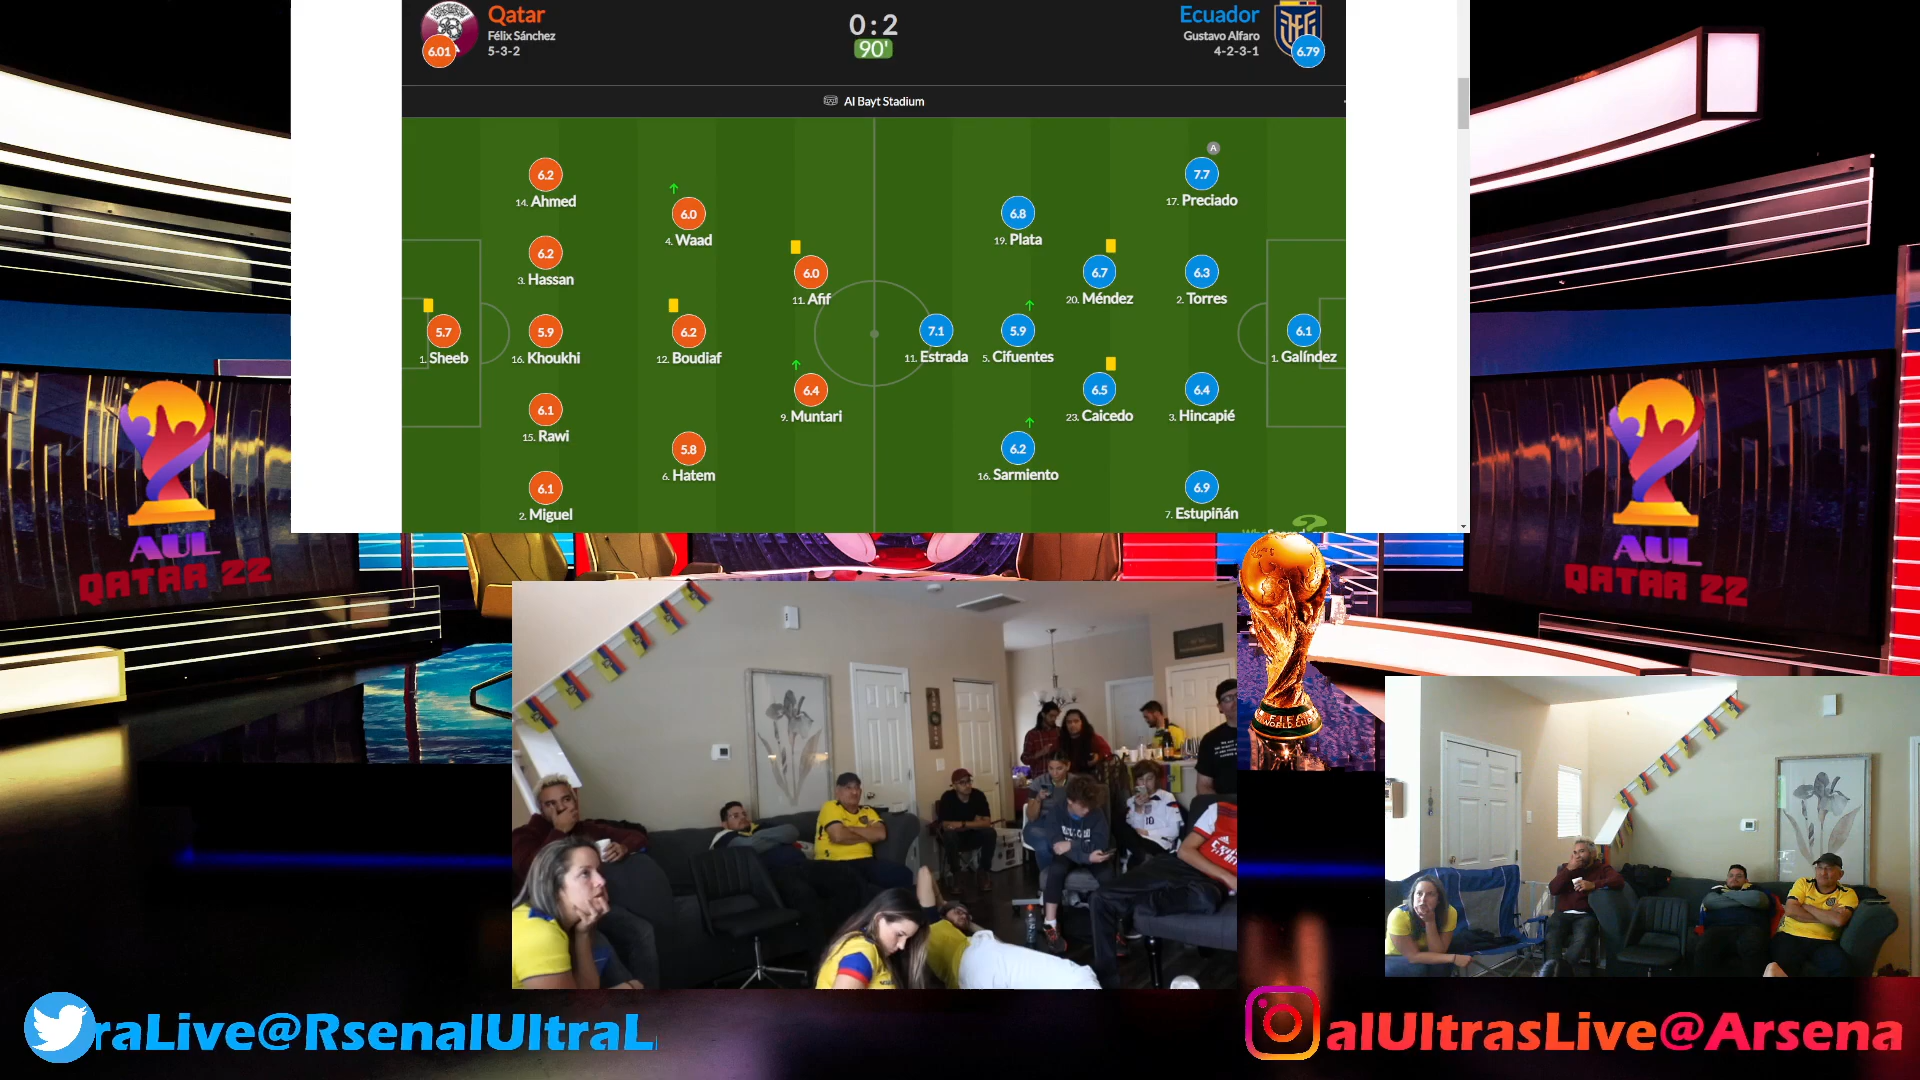 Qatar
Félix Sánchez
5-3-2
6.01
0:2
90'
Ecuador
Gustavo Alfaro
4-2-3-1
6.79
Al Bayt Stadium
6.2
14. Ahmed
6.2
3. Hassan
5.7
1. Sheeb
5.9
16. Khoukhi
6.1
15. Rawi
6.1
2. Miguel
6.0
4. Waad
6.2
12. Boudiaf
5.8
6. Hatem
6.0
11. Afif
6.4
9. Muntari
7.1
11. Estrada
6.8
19. Plata
5.9
5. Cifuentes
6.2
16. Sarmiento
6.7
20. Méndez
6.5
23. Caicedo
A
7.7
17. Preciado
6.3
2. Torres
6.4
3. Hincapié
6.9
7. Estupiñán
6.1
1. Galíndez
AUL
QATAR 22
AUL
QATAR 22
FIFA
WORLD CUP
10
raLive@RsenalUltraL
alUltrasLive@Arsena